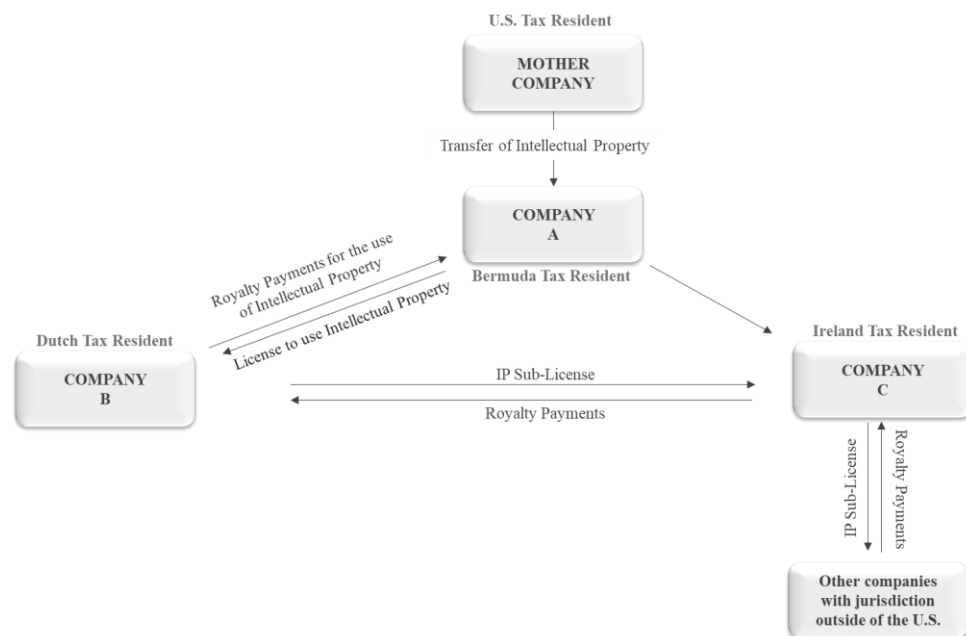 U.S. Tax Resident
MOTHER
COMPANY
Transfer of Intellectual Property
COMPANY
A
Bermuda Tax Resident
Royalty Payments for the use
of Intellectual Property
License to use Intellectual Property
Dutch Tax Resident
COMPANY
B
IP Sub-License
Royalty Payments
Ireland Tax Resident
COMPANY
C
IP Sub-License
Royalty Payments
Other companies
with jurisdiction
outside of the U.S.